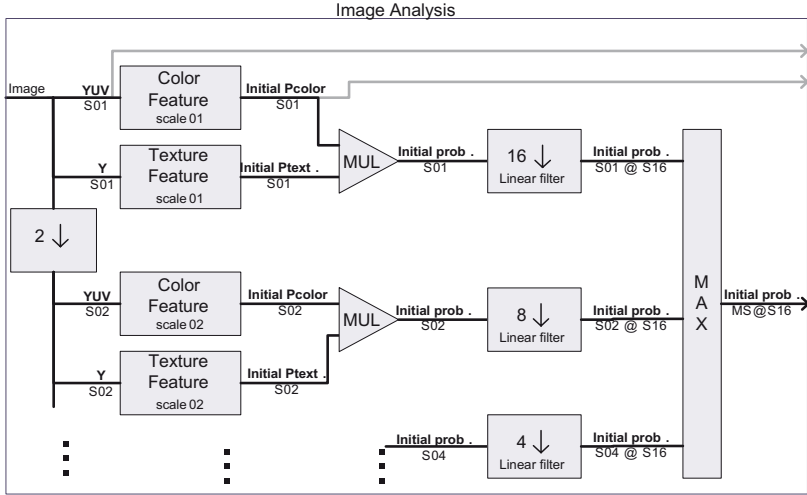 Image Analysis
Image
YUV
S01
Color
Feature
scale 01
Initial Pcolor
S01
Y
S01
Texture
Feature
scale 01
Initial Ptext .
S01
MUL
Initial prob .
S01
16 ↓
Linear filter
Initial prob .
S01 @ S16
2 ↓
YUV
S02
Color
Feature
scale 02
Initial Pcolor
S02
Y
S02
Texture
Feature
scale 02
Initial Ptext .
S02
MUL
Initial prob .
S02
8 ↓
Linear filter
Initial prob .
S02 @ S16
M
A
X
Initial prob .
MS@S16
Initial prob .
S04
4 ↓
Linear filter
Initial prob .
S04 @ S16